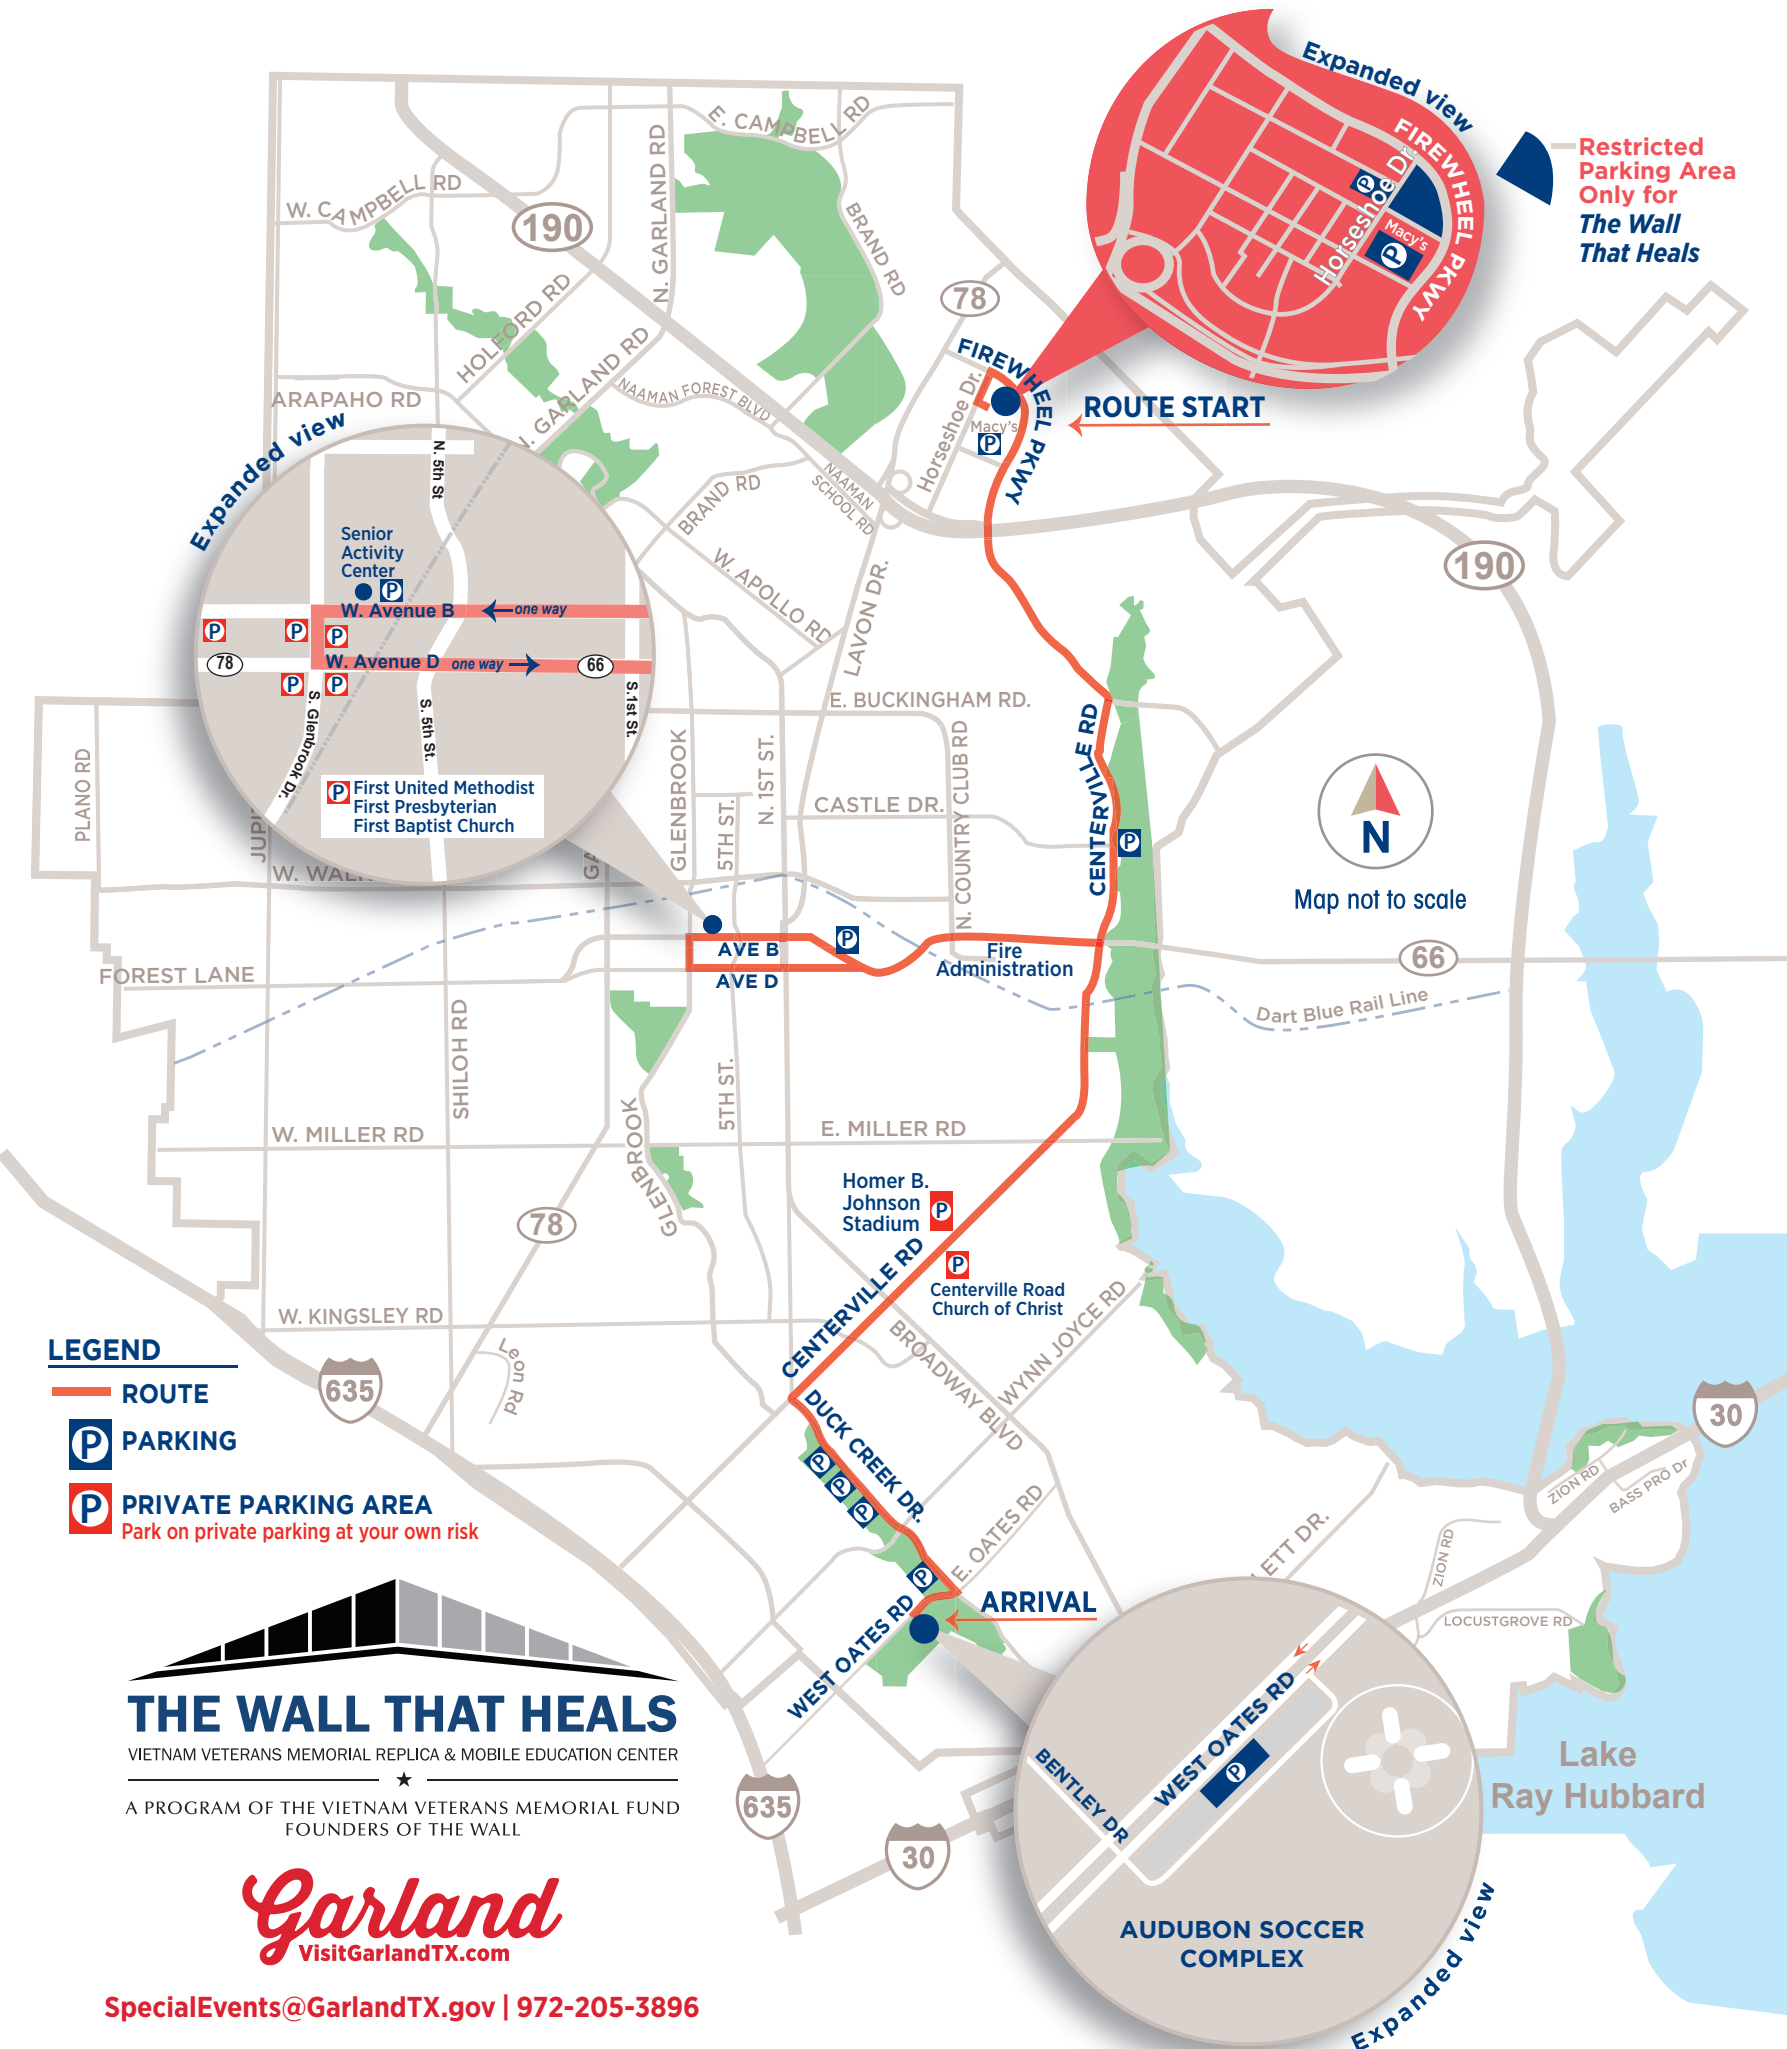 Expanded view
FIREWHEEL PKWY
Horseshoe Dr.
P
Macy's
P
Restricted
Parking Area
Only for
The Wall
That Heals
E. CAMPBELL RD
W. CAMPBELL RD
N. GARLAND RD
BRAND RD
190
78
HOLFORD RD
N. GARLAND RD
NAAMAN FOREST BLVD
ARAPAHO RD
FIREWHEEL PKWY
Horseshoe Dr.
Macy's
P
ROUTE START
NAAMAN
SCHOOL RD
BRAND RD
W. APOLLO RD
LAVON DR.
190
Expanded view
N. 5th St
Senior
Activity
Center
P
W. Avenue B
one way
P
P
P
78
W. Avenue D
one way
66
P
P
S. Glenbrook Dr.
S. 5th St.
S.1st St.
P First United Methodist
First Presbyterian
First Baptist Church
E. BUCKINGHAM RD.
PLANO RD
JUPI
GLENBROOK
5TH ST.
N. 1ST ST.
CASTLE DR.
N. COUNTRY CLUB RD
CENTERVILLE RD
CENTERVILLE RD
P
N
Map not to scale
W. WALN
GA
AVE B
P
AVE D
Fire
Administration
66
FOREST LANE
Dart Blue Rail Line
SHILOH RD
5TH ST.
W. MILLER RD
E. MILLER RD
GLENBROOK
78
Homer B.
Johnson
Stadium
P
P
Centerville Road
Church of Christ
CENTERVILLE RD
W. KINGSLEY RD
Leon Rd
BROADWAY BLVD
WYNN JOYCE RD
635
30
LEGEND
ROUTE
P PARKING
P PRIVATE PARKING AREA
Park on private parking at your own risk
DUCK CREEK DR.
P
P
P
P
E. OATES RD
ARRIVAL
WEST OATES RD
LETT DR.
ZION RD
BASS PRO Dr
ZION RD
LOCUSTGROVE RD
THE WALL THAT HEALS
VIETNAM VETERANS MEMORIAL REPLICA & MOBILE EDUCATION CENTER
A PROGRAM OF THE VIETNAM VETERANS MEMORIAL FUND
FOUNDERS OF THE WALL
635
30
WEST OATES RD
BENTLEY DR
P
AUDUBON SOCCER
COMPLEX
Expanded view
Lake
Ray Hubbard
Garland
VisitGarlandTX.com
SpecialEvents@GarlandTX.gov | 972-205-3896